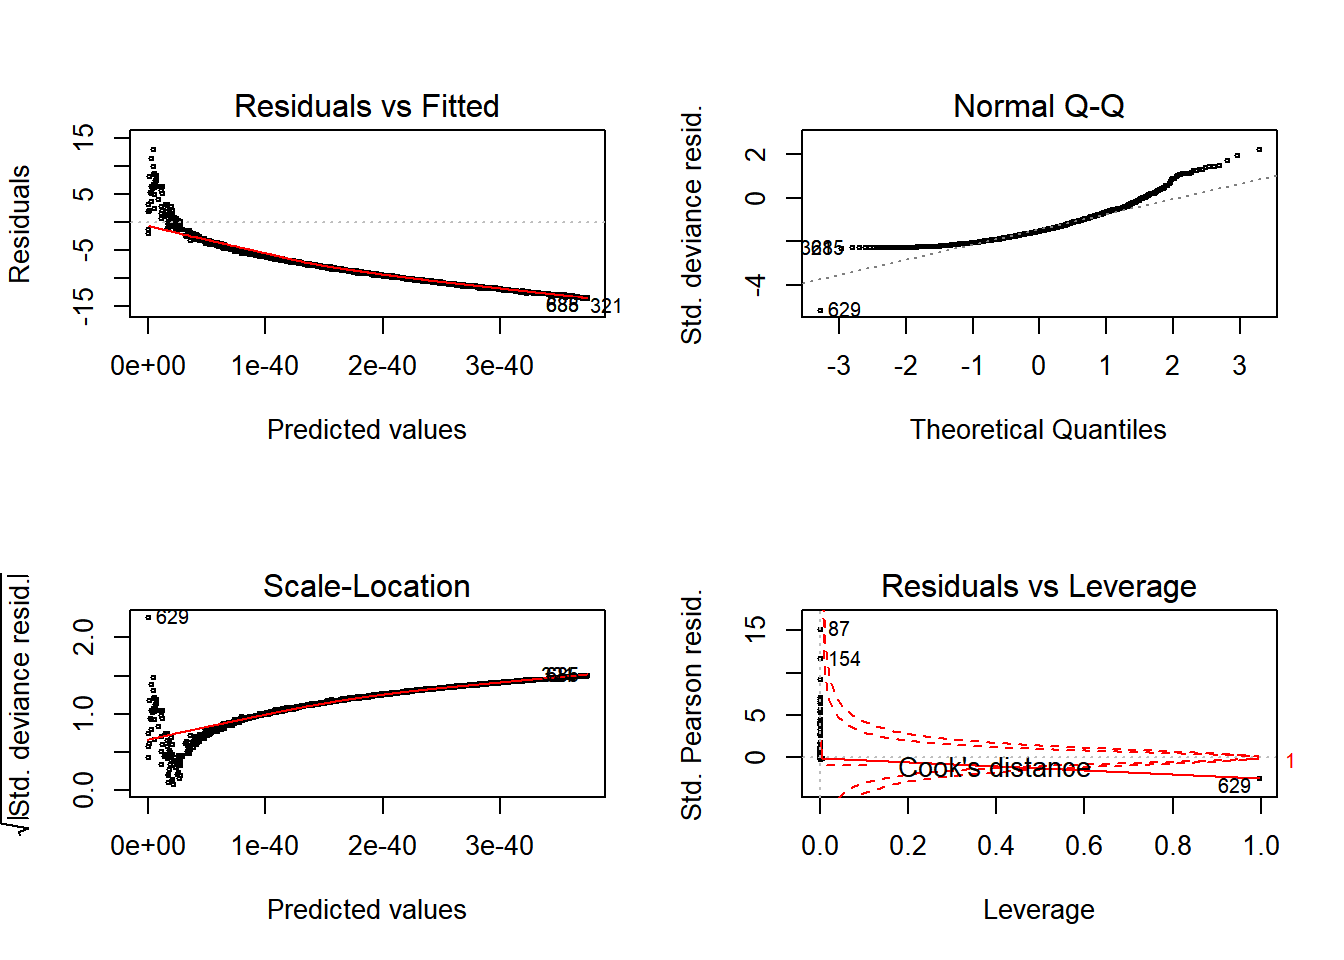 Residuals vs Fitted
Residuals
15
5
-5
-15
321
0e+00 1e-40 2e-40 3e-40
Predicted values
Normal Q-Q
Std. deviance resid.
2
0
-4
629
-3 -2 -1 0 1 2 3
Theoretical Quantiles
Scale-Location
√|Std. deviance resid.|
2.0
1.0
0.0
629
0e+00 1e-40 2e-40 3e-40
Predicted values
Residuals vs Leverage
Std. Pearson resid.
15
5
0
87
154
Cook's distance
629
1
0.0 0.2 0.4 0.6 0.8 1.0
Leverage